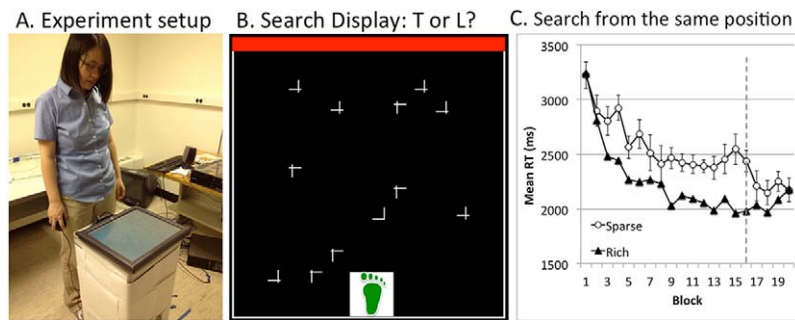 A. Experiment setup
B. Search Display: T or L?
C. Search from the same position
3500
3000
2500
2000
1500
Mean RT (ms)
Sparse
Rich
1 3 5 7 9 11 13 15 17 19
Block